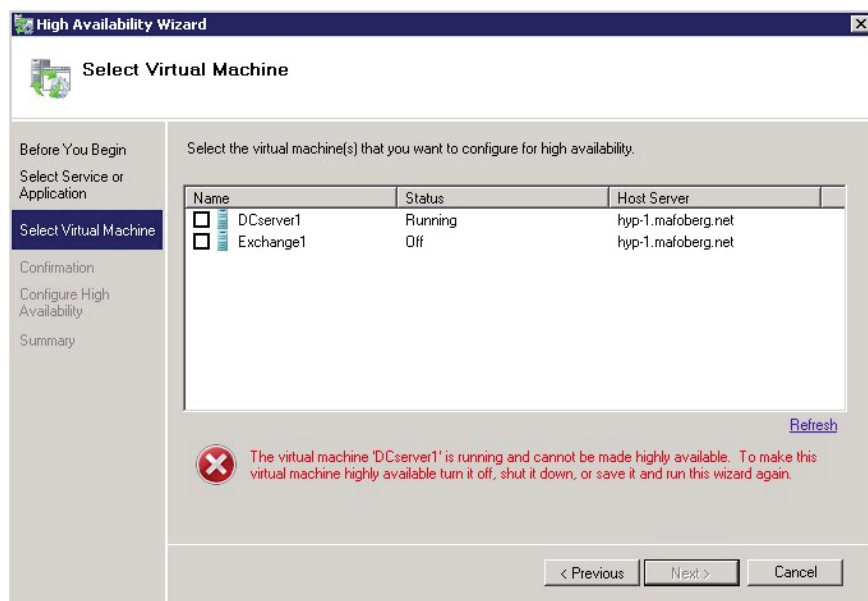 High Availability Wizard
Select Virtual Machine
Before You Begin
Select Service or
Application
Select Virtual Machine
Confirmation
Configure High
Availability
Summary
Select the virtual machine(s) that you want to configure for high availability.
Name Status Host Server
DCserver1 Running hyp-1.mafoberg.net
Exchange1 Off hyp-1.mafoberg.net
Refresh
The virtual machine 'DCserver1' is running and cannot be made highly available. To make this
virtual machine highly available turn it off, shut it down, or save it and run this wizard again.
< Previous Next > Cancel